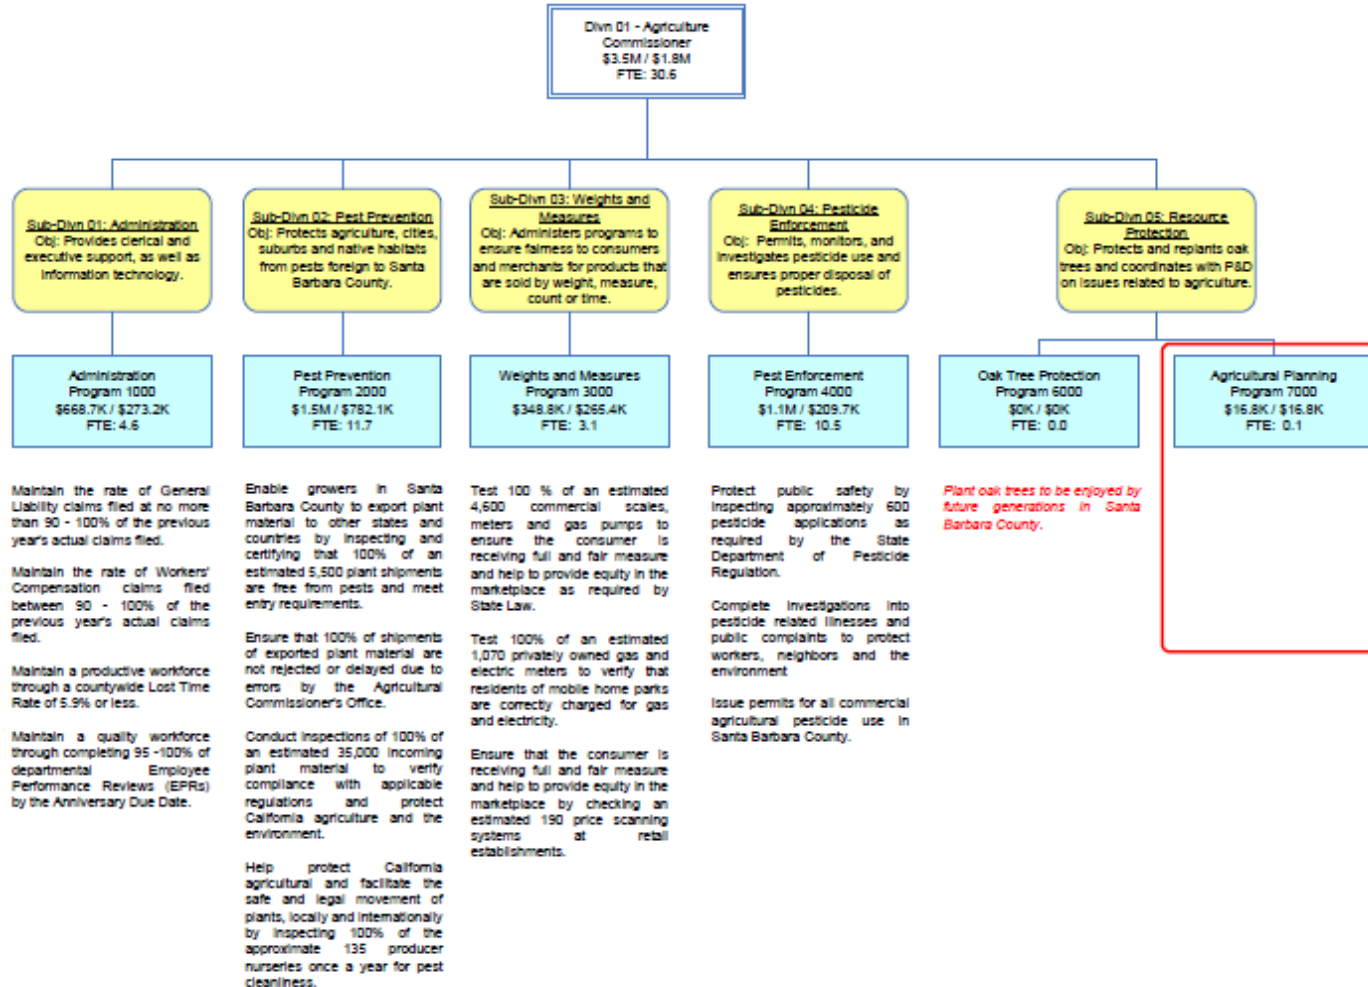 Divn 01 - Agriculture
Commissioner
$3.5M / $1.8M
FTE: 30.6
Sub-Divn 01: Administration
Obj: Provides clerical and
executive support, as well as
information technology.
Sub-Divn 02: Pest Prevention
Obj: Protects agriculture, cities,
suburbs and native habitats
from pests foreign to Santa
Barbara County.
Sub-Divn 03: Weights and
Measures
Obj: Administers programs to
ensure fairness to consumers
and merchants for products that
are sold by weight, measure,
count or time.
Sub-Divn 04: Pesticide
Enforcement
Obj: Permits, monitors, and
investigates pesticide use and
ensures proper disposal of
pesticides.
Sub-Divn 05: Resource
Protection
Obj: Protects and replants oak
trees and coordinates with P&D
on issues related to agriculture.
Administration
Program 1000
$668.7K / $273.2K
FTE: 4.6
Pest Prevention
Program 2000
$1.5M / $782.1K
FTE: 11.7
Weights and Measures
Program 3000
$348.8K / $265.4K
FTE: 3.1
Pest Enforcement
Program 4000
$1.1M / $209.7K
FTE: 10.5
Oak Tree Protection
Program 6000
$0K / $0K
FTE: 0.0
Agricultural Planning
Program 7000
$16.8K / $16.8K
FTE: 0.1
Maintain the rate of General
Liability claims filed at no more
than 90 - 100% of the previous
year's actual claims filed.
Maintain the rate of Workers'
Compensation claims filed
between 90 - 100% of the
previous year's actual claims
filed.
Maintain a productive workforce
through a countywide Lost Time
Rate of 5.9% or less.
Maintain a quality workforce
through completing 95 -100% of
departmental Employee
Performance Reviews (EPRs)
by the Anniversary Due Date.
Enable growers in Santa
Barbara County to export plant
material to other states and
countries by inspecting and
certifying that 100% of an
estimated 5,500 plant shipments
are free from pests and meet
entry requirements.
Ensure that 100% of shipments
of exported plant material are
not rejected or delayed due to
errors by the Agricultural
Commissioner's Office.
Conduct inspections of 100% of
an estimated 35,000 incoming
plant material to verify
compliance with applicable
regulations and protect
California agriculture and the
environment.
Help protect California
agricultural and facilitate the
safe and legal movement of
plants, locally and internationally
by inspecting 100% of the
approximate 135 producer
nurseries once a year for pest
cleanliness.
Test 100 % of an estimated
4,600 commercial scales,
meters and gas pumps to
ensure the consumer is
receiving full and fair measure
and help to provide equity in the
marketplace as required by
State Law.
Test 100% of an estimated
1,070 privately owned gas and
electric meters to verify that
residents of mobile home parks
are correctly charged for gas
and electricity.
Ensure that the consumer is
receiving full and fair measure
and help to provide equity in the
marketplace by checking an
estimated 190 price scanning
systems at retail
establishments.
Protect public safety by
inspecting approximately 600
pesticide applications as
required by the State
Department of Pesticide
Regulation.
Complete investigations into
pesticide related illnesses and
public complaints to protect
workers, neighbors and the
environment
Issue permits for all commercial
agricultural pesticide use in
Santa Barbara County.
Plant oak trees to be enjoyed by
future generations in Santa
Barbara County.